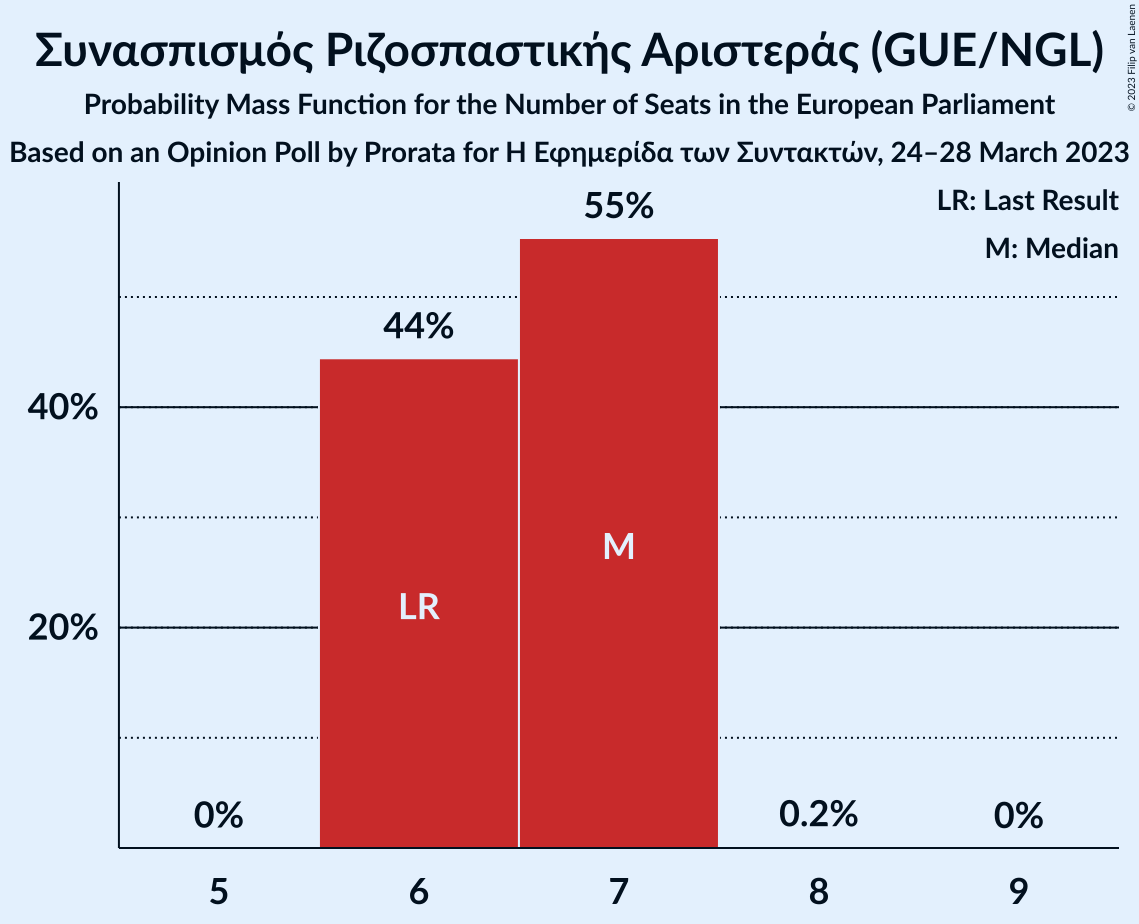 Συνασπισμός Ριζοσπαστικής Αριστεράς (GUE/NGL)
Probability Mass Function for the Number of Seats in the European Parliament
Based on an Opinion Poll by Prorata for Η Εφημερίδα των Συντακτών, 24–28 March 2023
© 2023 Filip van Laenen
LR: Last Result
M: Median
55%
44%
40%
M
LR
20%
0%
0.2%
0%
5
6
7
8
9